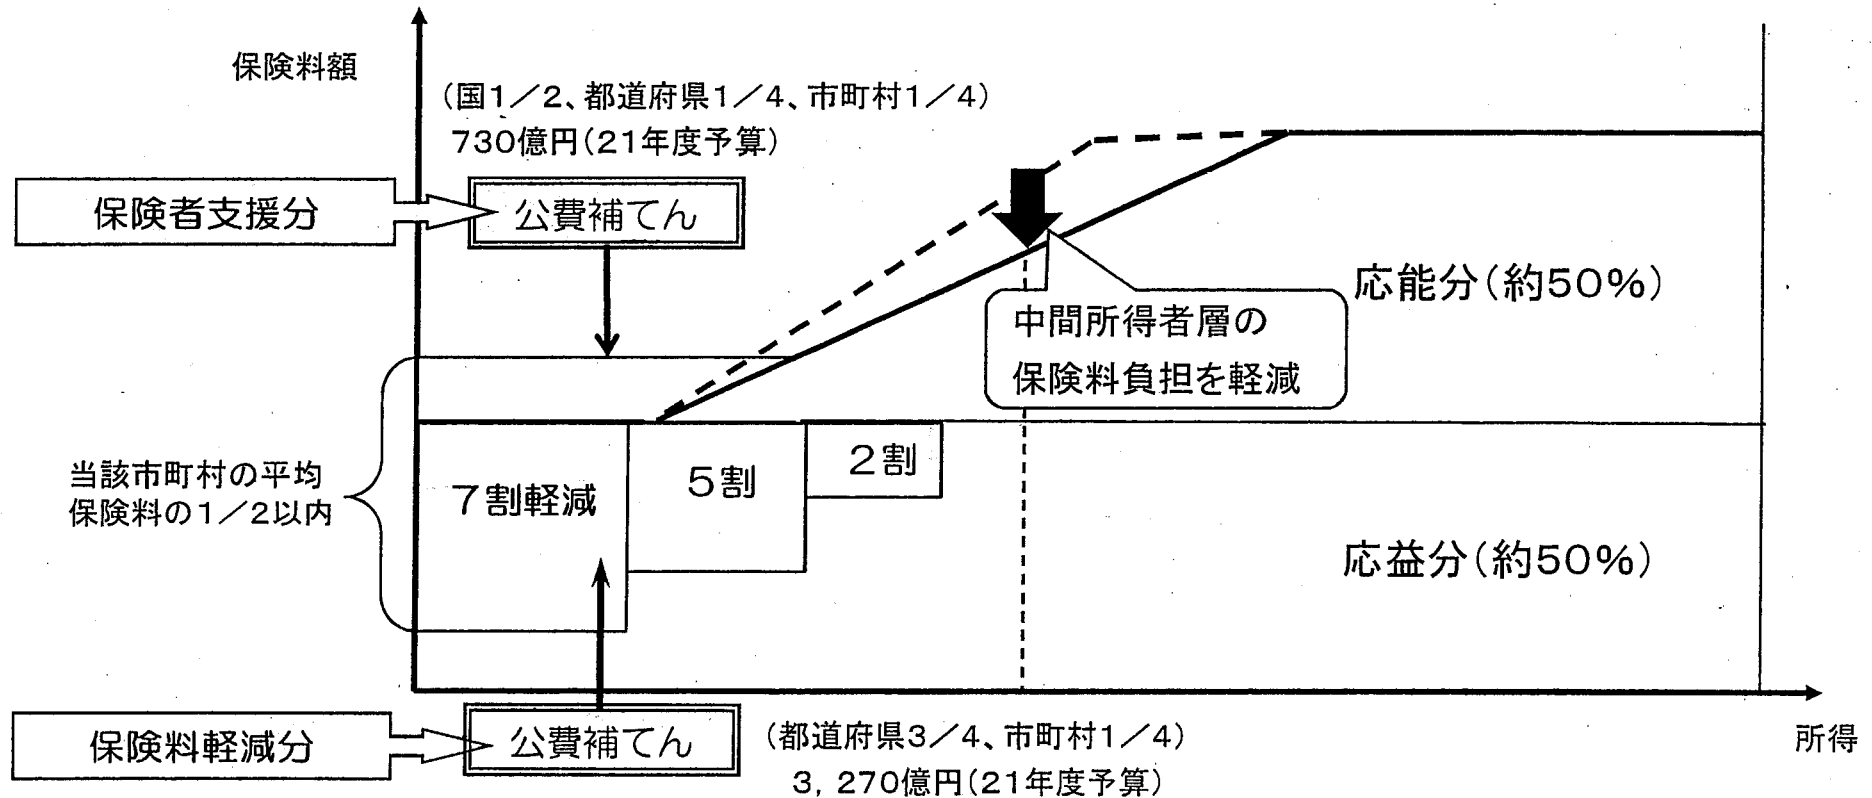 保険料額
（国１／２、都道府県１／４、市町村１／４）
７３０億円（２１年度予算）
保険者支援分
公費補てん
応能分（約５０％）
中間所得者層の
保険料負担を軽減
当該市町村の平均
保険料の１／２以内
７割軽減
５割
２割
応益分（約５０％）
保険料軽減分
公費補てん
（都道府県３／４、市町村１／４）
３，２７０億円（２１年度予算）
所得